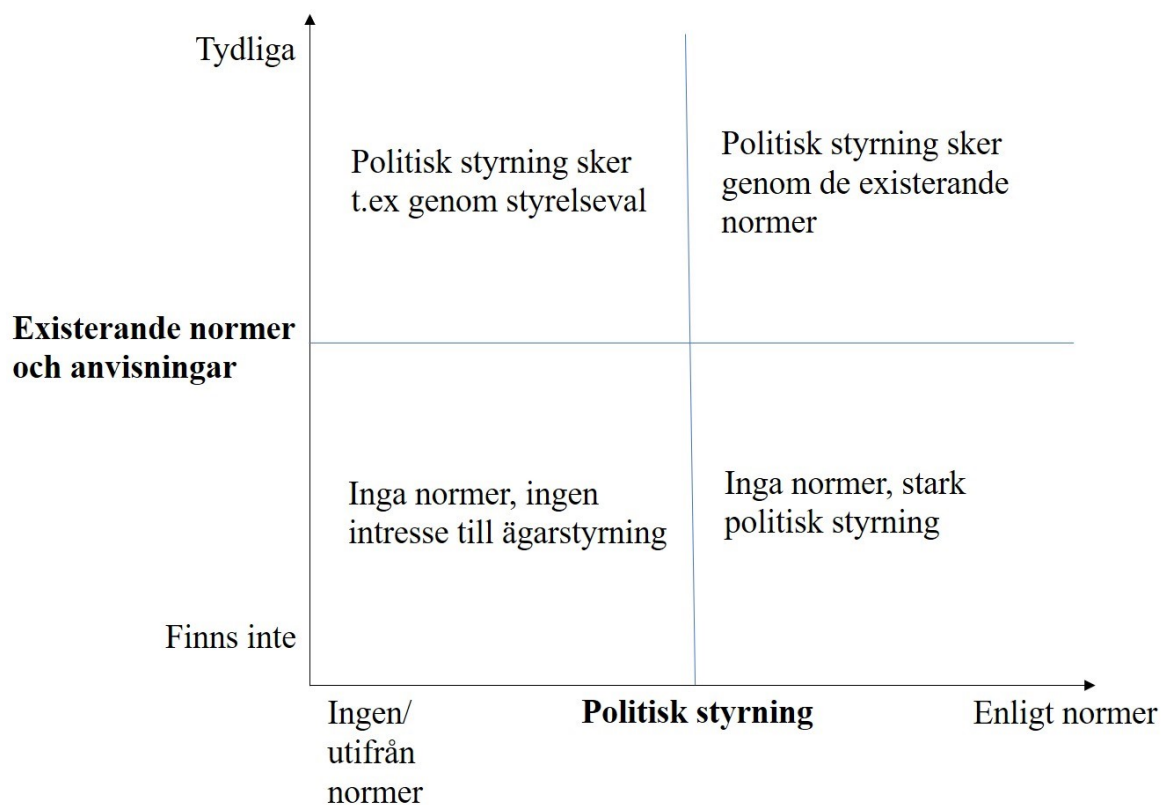 Tydliga
Politisk styrning sker
t.ex genom styrelseval
Politisk styrning sker
genom de existerande
normer
Existerande normer
och anvisningar
Inga normer, ingen
intresse till ägarstyrning
Inga normer, stark
politisk styrning
Finns inte
Ingen/
utifrån
normer
Politisk styrning
Enligt normer